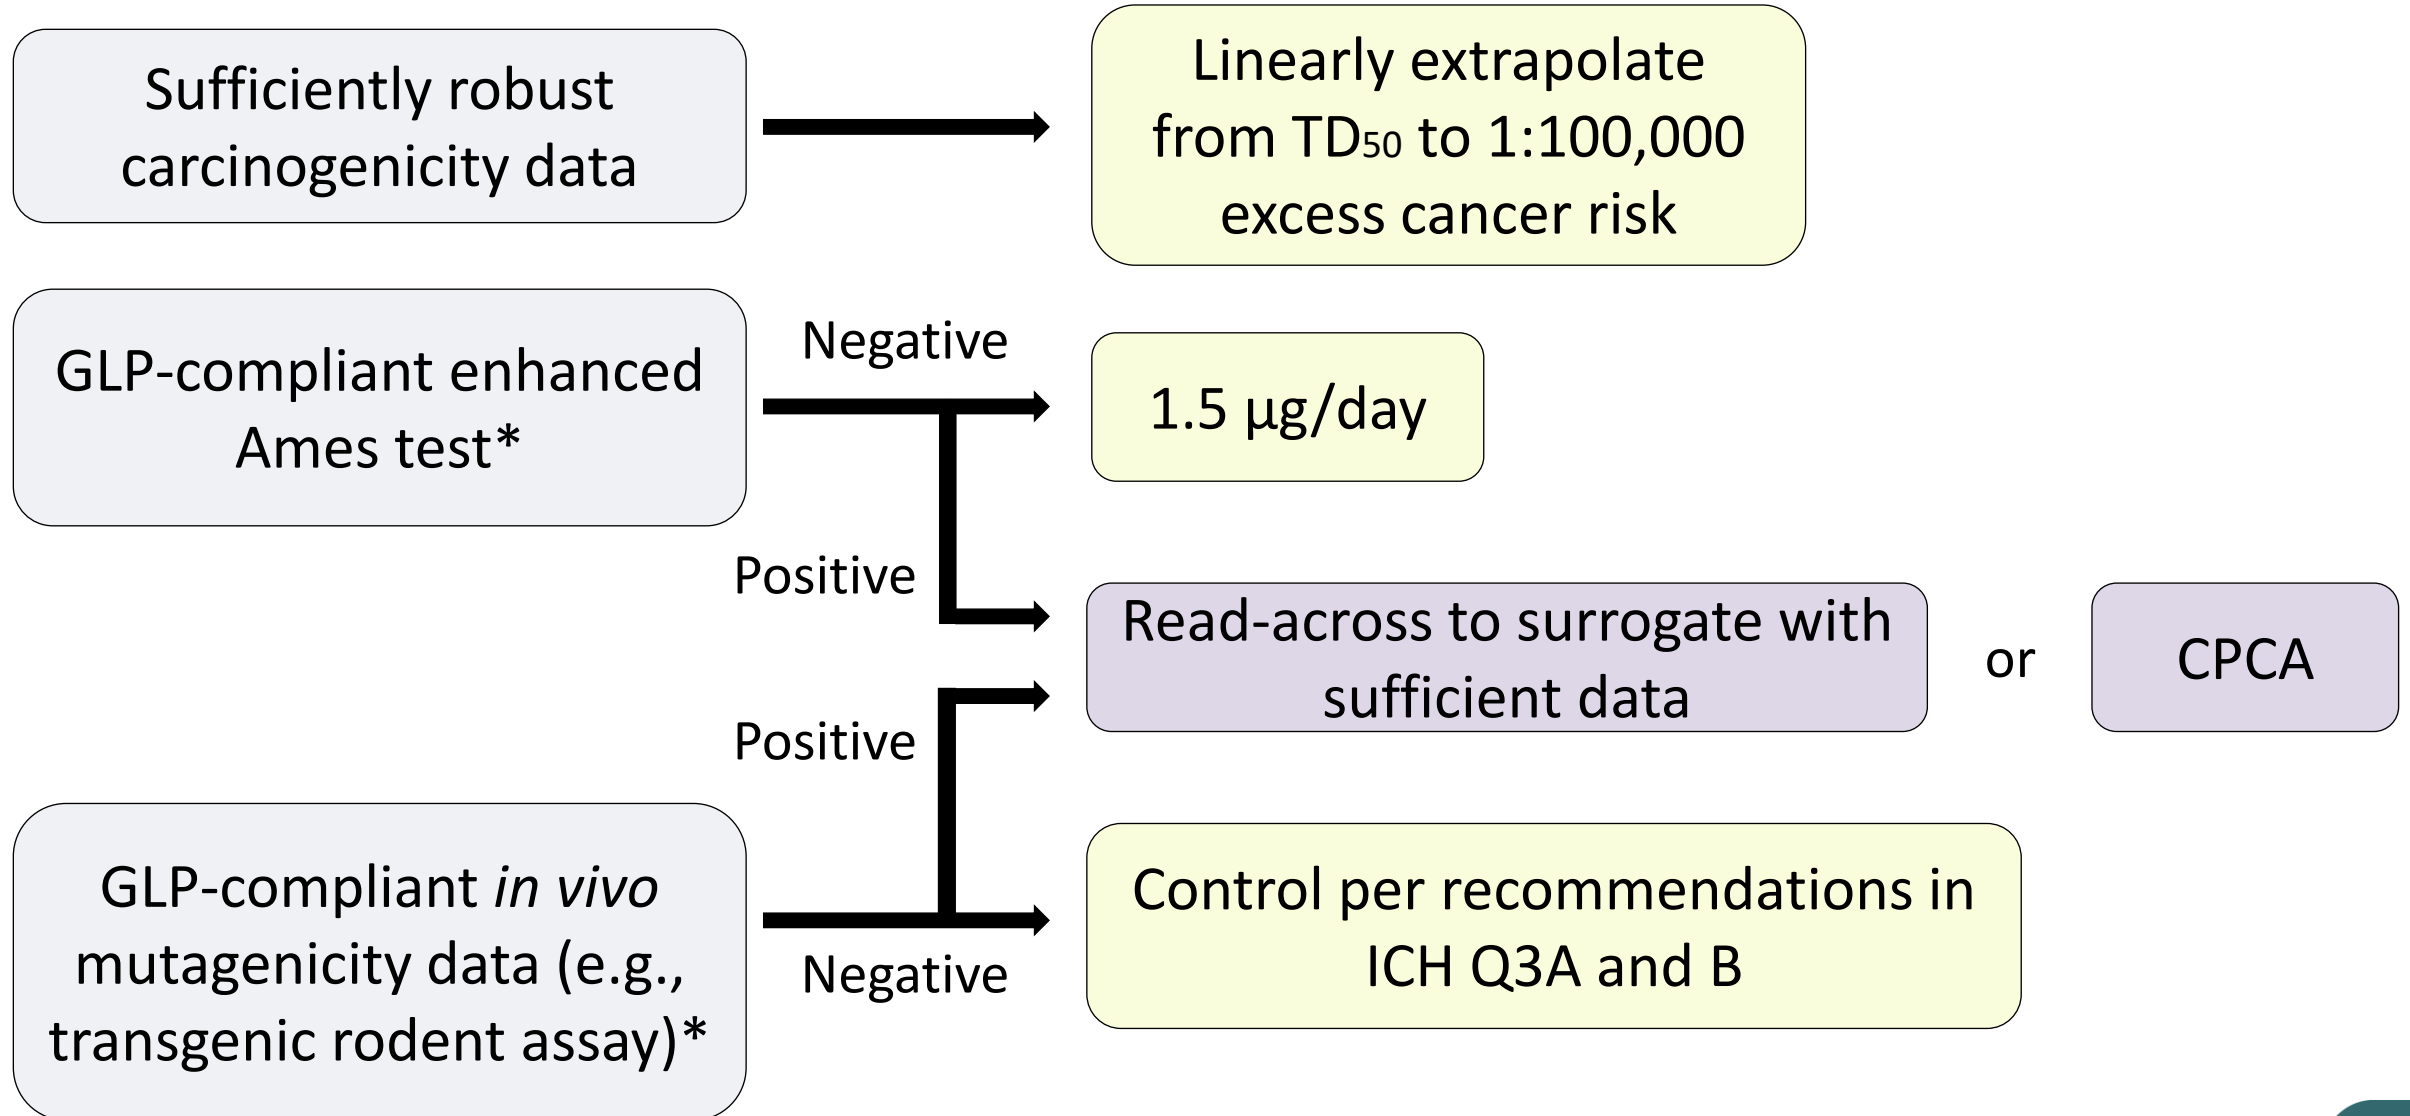 Sufficiently robust
carcinogenicity data
Linearly extrapolate
from TD50 to 1:100,000
excess cancer risk
GLP-compliant enhanced
Ames test*
Negative
1.5 µg/day
Positive
Read-across to surrogate with
sufficient data
or
CPCA
Positive
GLP-compliant in vivo
mutagenicity data (e.g.,
transgenic rodent assay)*
Negative
Control per recommendations in
ICH Q3A and B